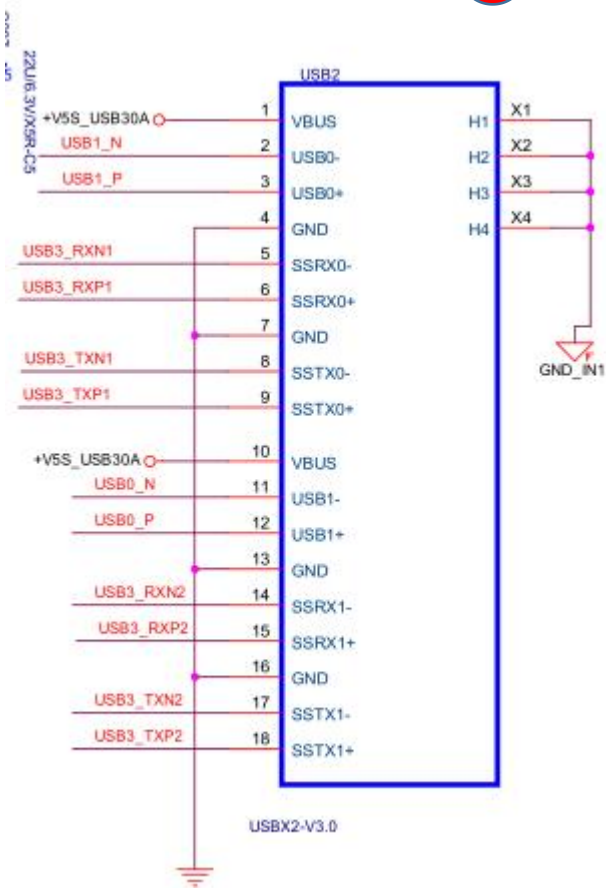 22U/6.3V/X5R-C5
USB2
+V5S_USB30A 1 VBUS H1 X1
USB1_N 2 USB0- H2 X2
USB1_P 3 USB0+ H3 X3
4 GND H4 X4
USB3_RXN1 5 SSRX0-
USB3_RXP1 6 SSRX0+
7 GND
GND_IN1
USB3_TXN1 8 SSTX0-
USB3_TXP1 9 SSTX0+
+V5S_USB30A 10 VBUS
USB0_N 11 USB1-
USB0_P 12 USB1+
13 GND
USB3_RXN2 14 SSRX1-
USB3_RXP2 15 SSRX1+
16 GND
USB3_TXN2 17 SSTX1-
USB3_TXP2 18 SSTX1+
USBX2-V3.0